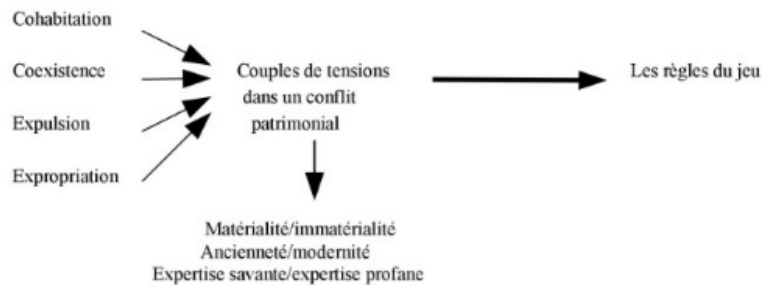 Cohabitation
Coexistence
Expulsion
Expropriation
Couples de tensions
dans un conflit
patrimonial
Les règles du jeu
Matérialité/immatérialité
Ancienneté/modernité
Expertise savante/expertise profane